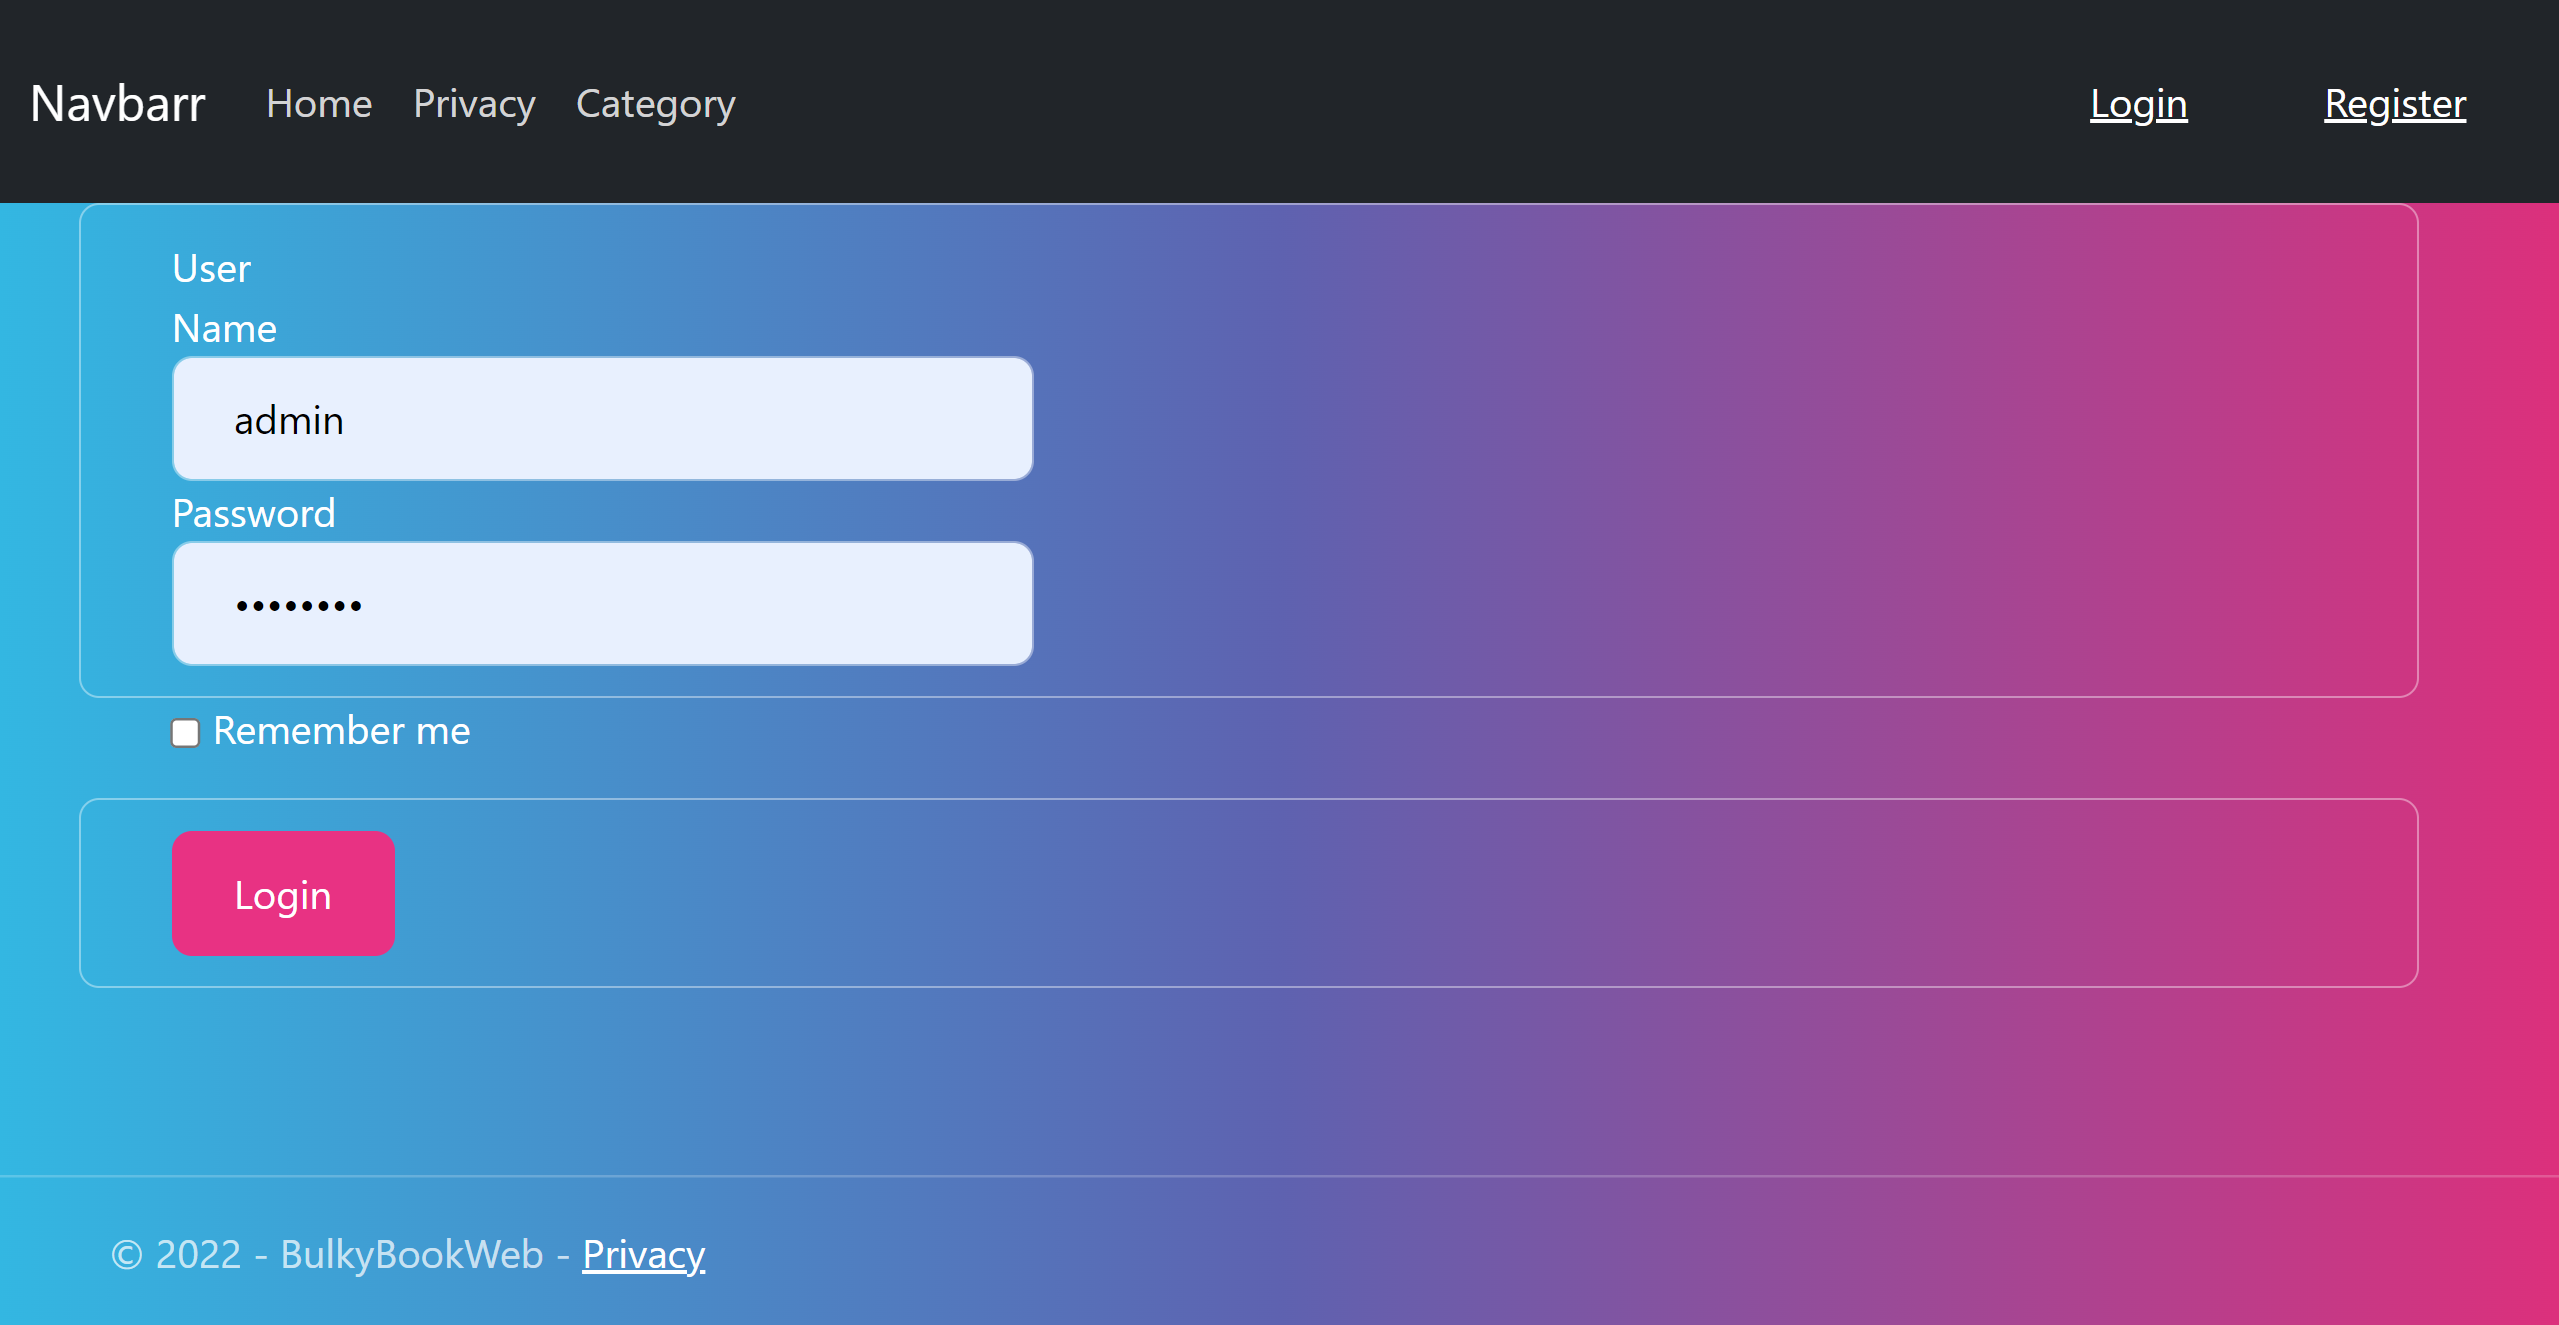 Navbarr Home Privacy Category Login Register
User
Name
admin
Password
••••••••
Remember me
Login
© 2022 - BulkyBookWeb - Privacy